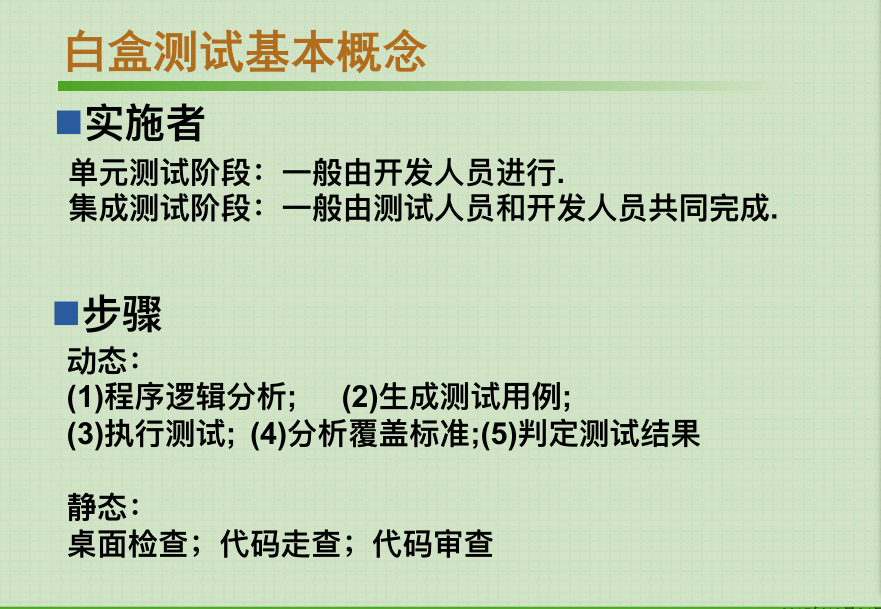 白盒测试基本概念
实施者
单元测试阶段：一般由开发人员进行.
集成测试阶段：一般由测试人员和开发人员共同完成.
步骤
动态：
(1)程序逻辑分析; (2)生成测试用例;
(3)执行测试; (4)分析覆盖标准;(5)判定测试结果
静态：
桌面检查；代码走查；代码审查